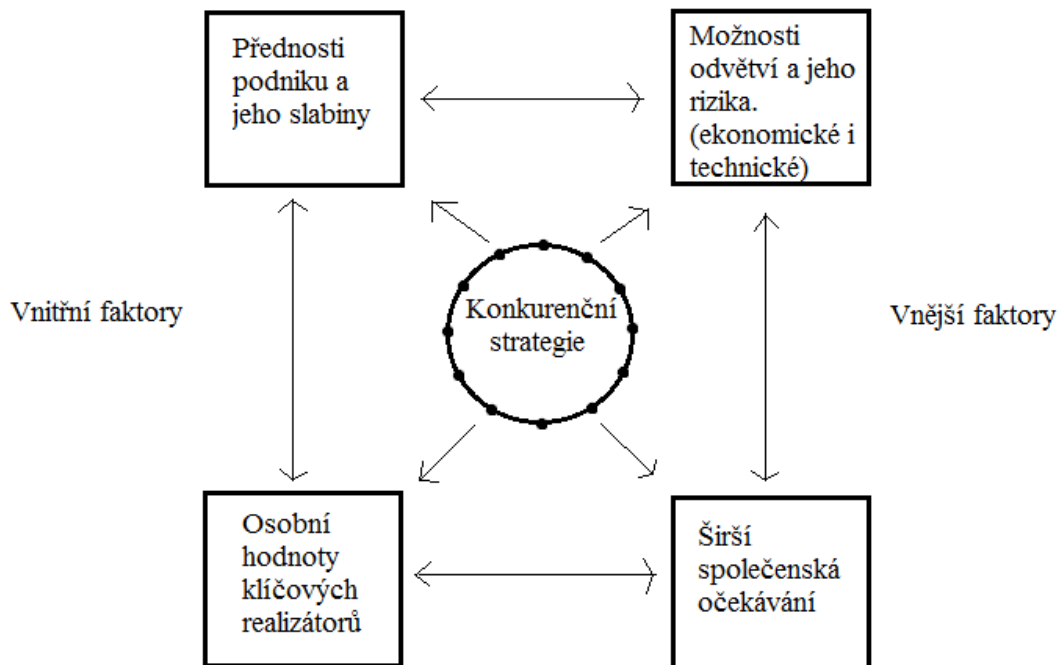 Přednosti
podniku a
jeho slabiny
Možnosti
odvětví a jeho
rizika.
(ekonomické i
technické)
Vnitřní faktory
Konkurenční
strategie
Vnější faktory
Osobní
hodnoty
klíčových
realizátorů
Širší
společenská
očekávání